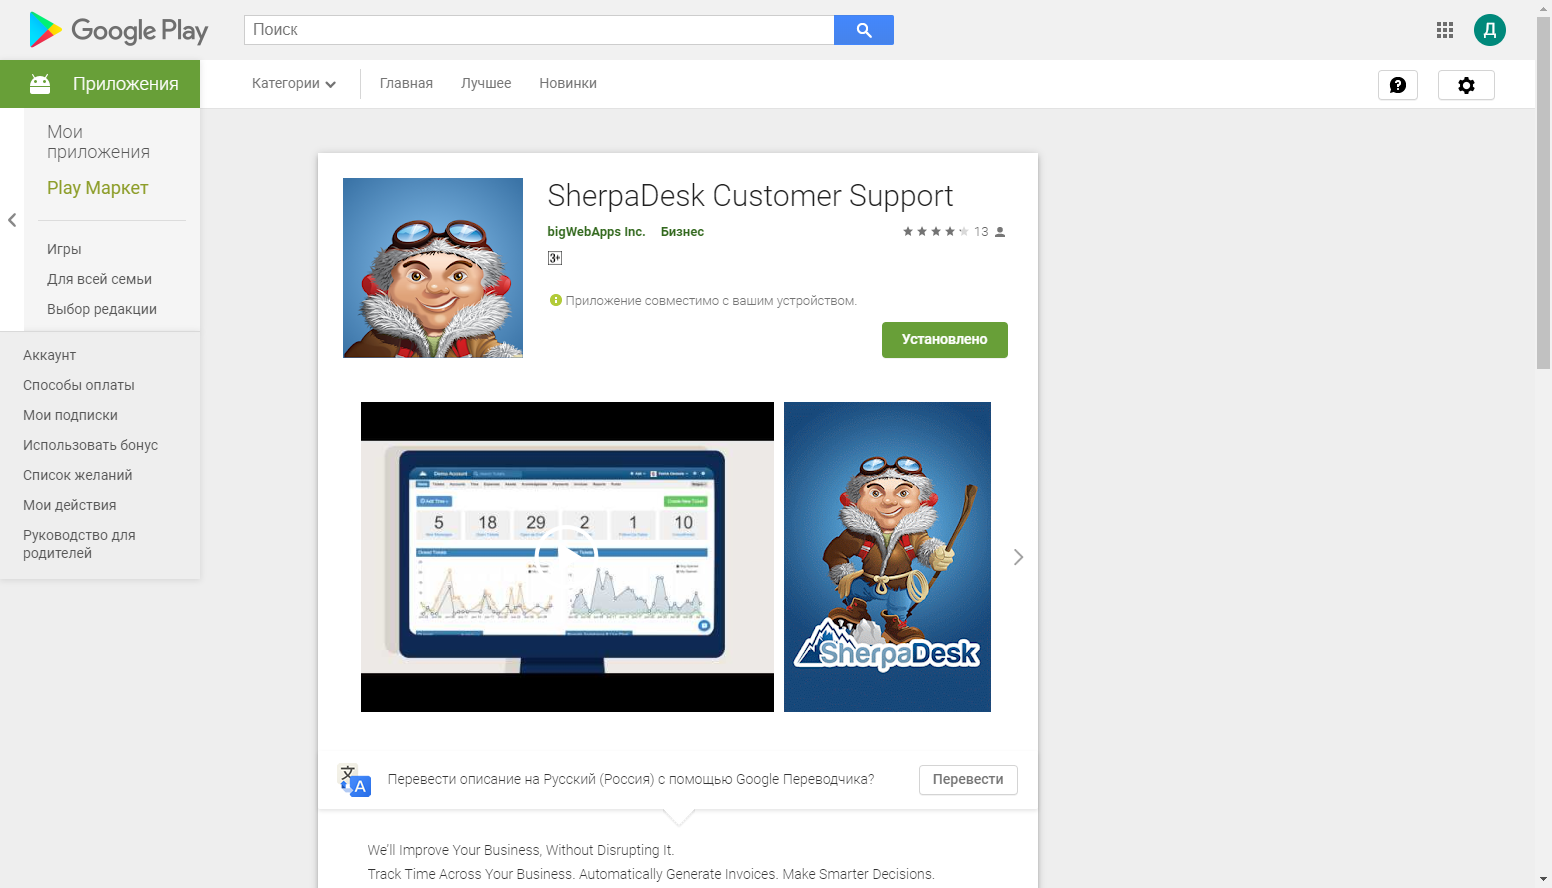 Google Play
Поиск
Д
Приложения
Категории
Главная
Лучшее
Новинки
Мои
приложения
Play Маркет
Игры
Для всей семьи
Выбор редакции
Аккаунт
Способы оплаты
Мои подписки
Использовать бонус
Список желаний
Мои действия
Руководство для
родителей
SherpaDesk Customer Support
bigWebApps Inc. Бизнес
13
3+
Приложение совместимо с вашим устройством.
Установлено
Demo Account
5 18 29 2 1 10
SherpaDesk
Перевести описание на Русский (Россия) с помощью Google Переводчика?
Перевести
We'll Improve Your Business, Without Disrupting It.
Track Time Across Your Business. Automatically Generate Invoices. Make Smarter Decisions.